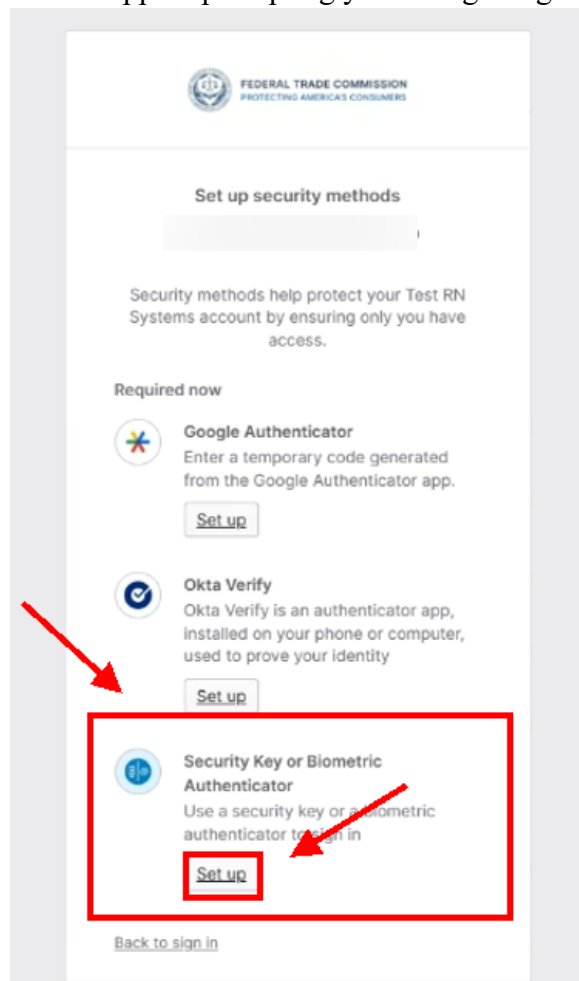 FEDERAL TRADE COMMISSION
PROTECTING AMERICA'S CONSUMERS
Set up security methods
Security methods help protect your Test RN
Systems account by ensuring only you have
access.
Required now
Google Authenticator
Enter a temporary code generated
from the Google Authenticator app.
Set up
Okta Verify
Okta Verify is an authenticator app,
installed on your phone or computer,
used to prove your identity
Set up
Security Key or Biometric
Authenticator
Use a security key or a biometric
authenticator to sign in
Set up
Back to sign in